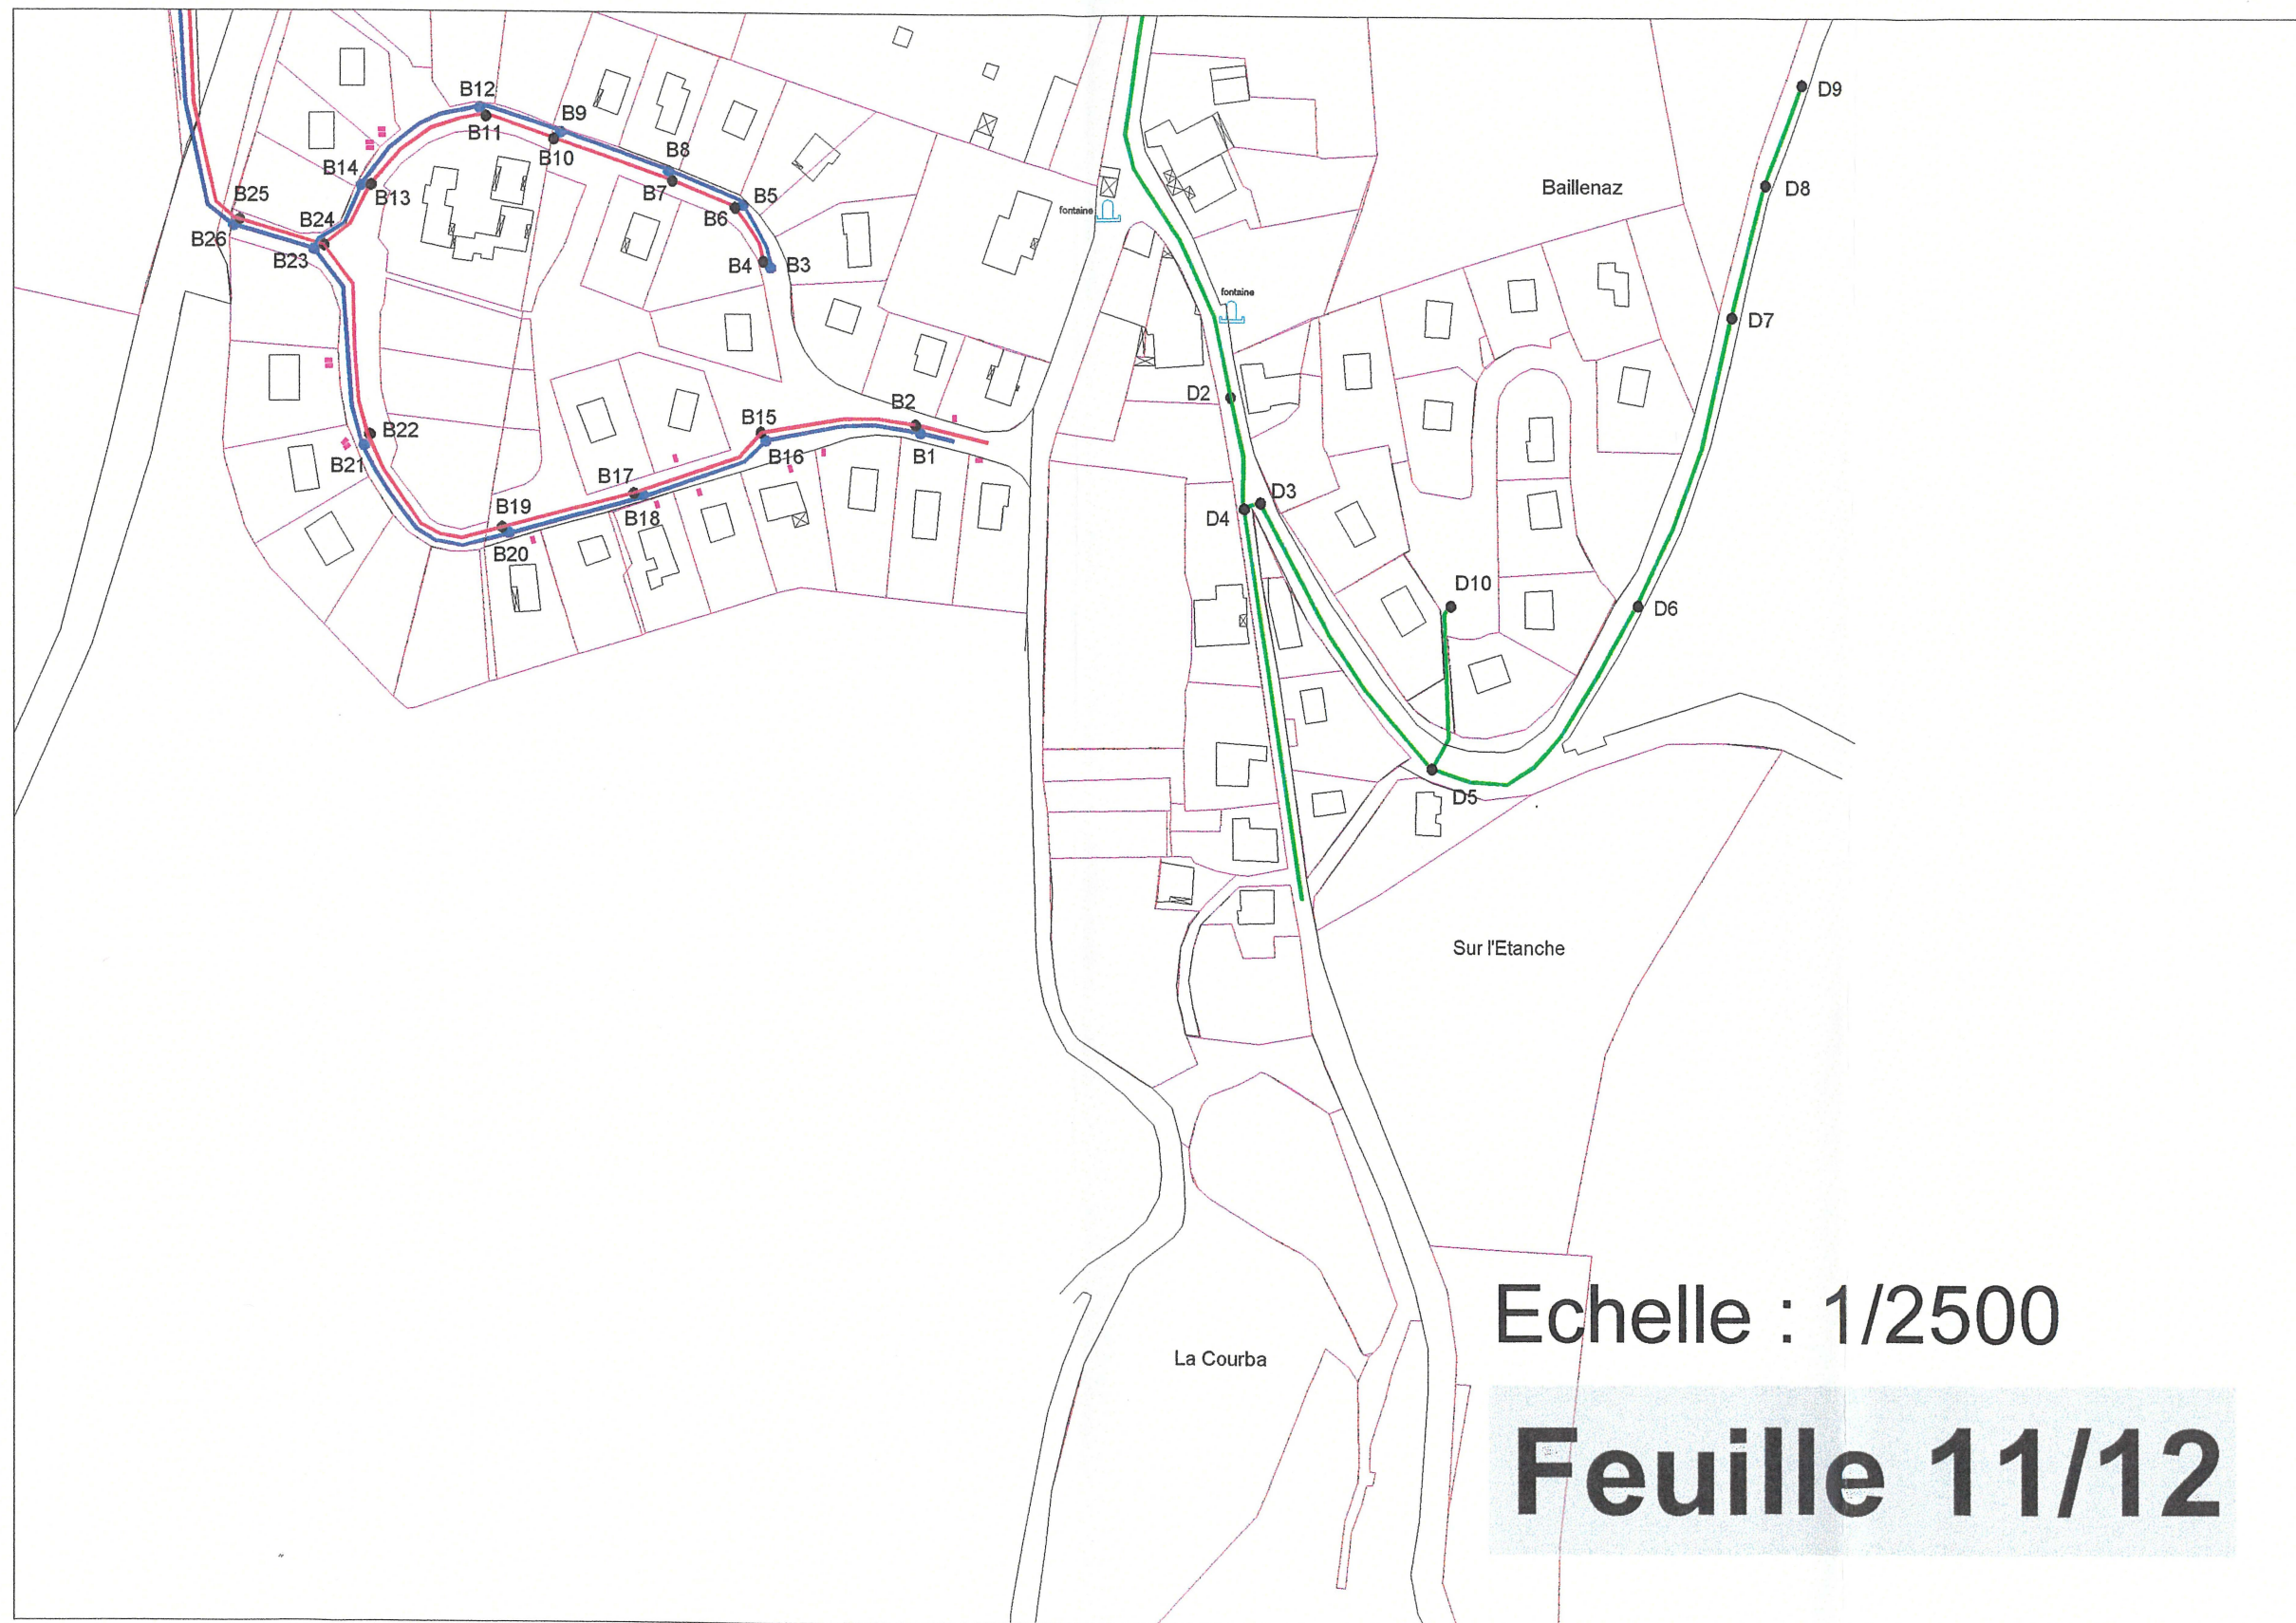 B12
B9
D9
B11
B10
B8
B14
B7
D8
Baillenaz
B13
B5
B25
fontaine
B24
B6
B26
B23
B4
B3
fontaine
D7
D2
B2
B15
B22
B1
B16
B21
B17
D3
B19
B18
D4
B20
D10
D6
D5
Sur l'Etanche
Echelle : 1/2500
La Courba
Feuille 11/12